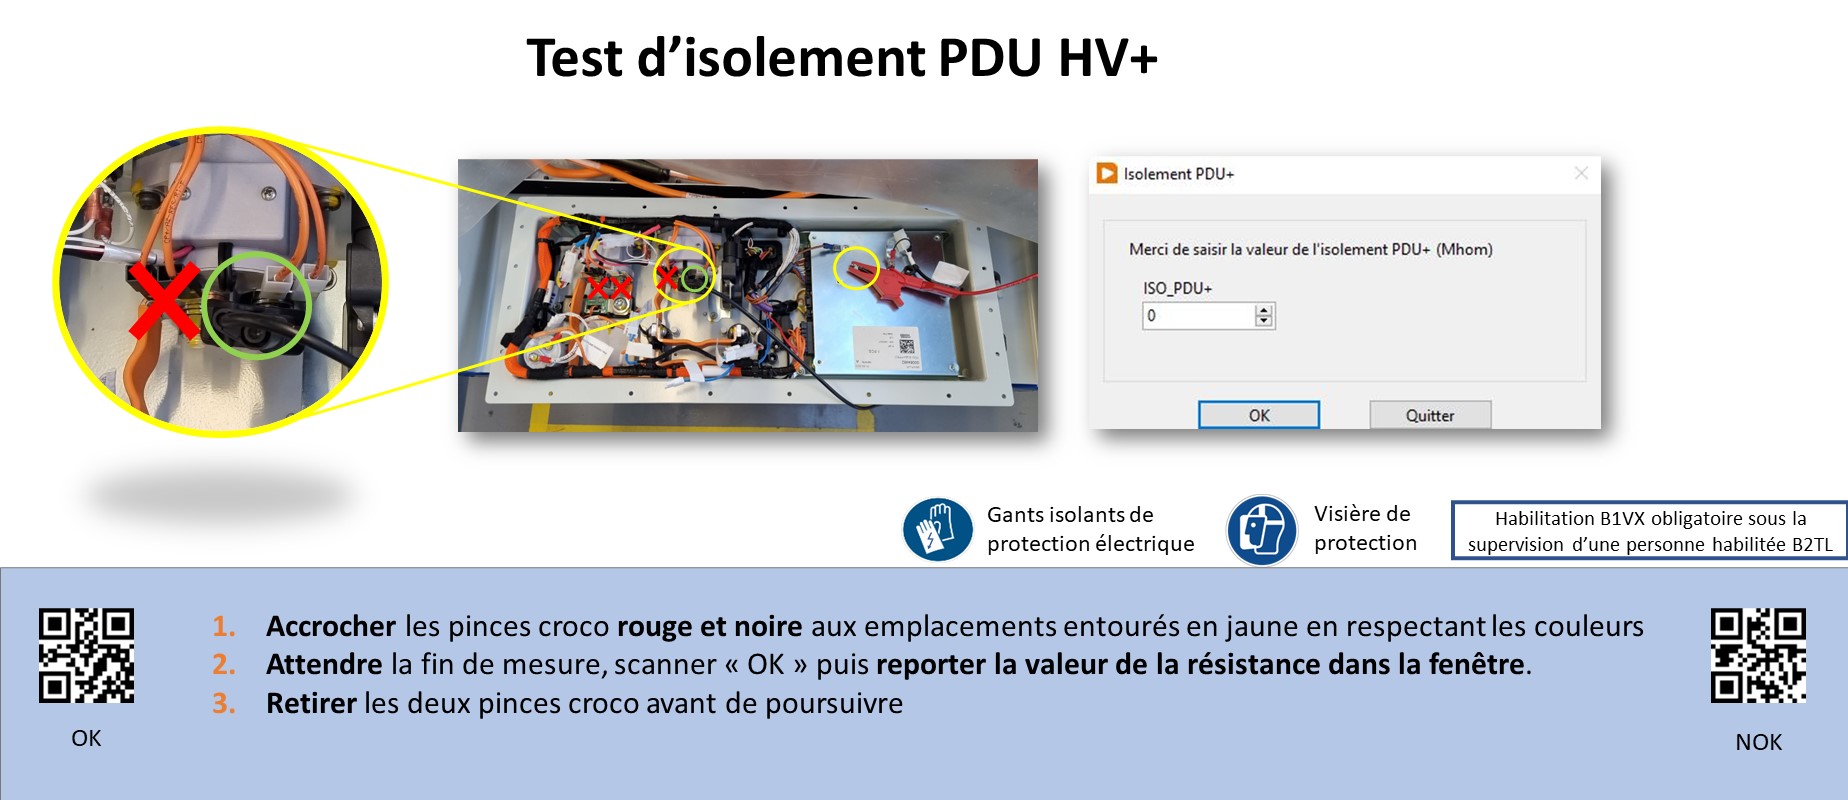 Test d’isolement PDU HV+
Isolement PDU+
Merci de saisir la valeur de l'isolement PDU+ (Mhom)
ISO_PDU+
0
OK
Quitter
Gants isolants de
protection électrique
Visière de
protection
Habilitation B1VX obligatoire sous la
supervision d’une personne habilitée B2TL
1. Accrocher les pinces croco rouge et noire aux emplacements entourés en jaune en respectant les couleurs
2. Attendre la fin de mesure, scanner « OK » puis reporter la valeur de la résistance dans la fenêtre.
3. Retirer les deux pinces croco avant de poursuivre
OK
NOK